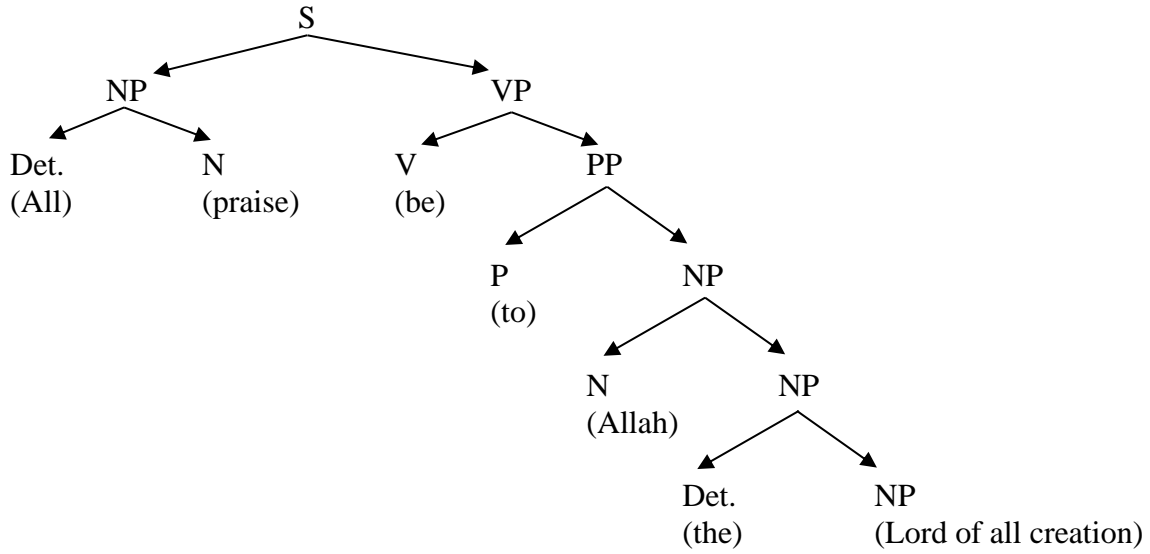 S
NP VP
Det. N V PP
(All) (praise) (be)
P NP
(to)
N NP
(Allah)
Det. NP
(the) (Lord of all creation)